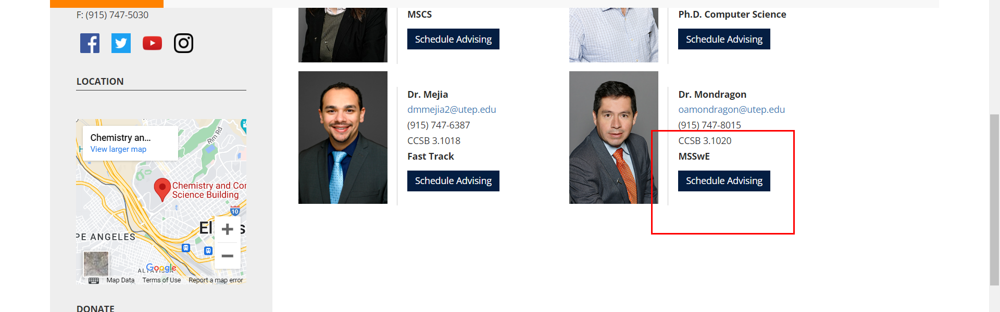 F: (915) 747-5030
LOCATION
Chemistry an...
View larger map
Rim Rd
Chemistry and Cor
Science Building
10
El
s
PE ANGELES
ALTAVISTA
Google
Map Data
Terms of Use
Report a map error
DONATE
MSCS
Schedule Advising
Ph.D. Computer Science
Schedule Advising
Dr. Mejia
dmmejia2@utep.edu
(915) 747-6387
CCSB 3.1018
Fast Track
Schedule Advising
Dr. Mondragon
oamondragon@utep.edu
(915) 747-8015
CCSB 3.1020
MSSwE
Schedule Advising